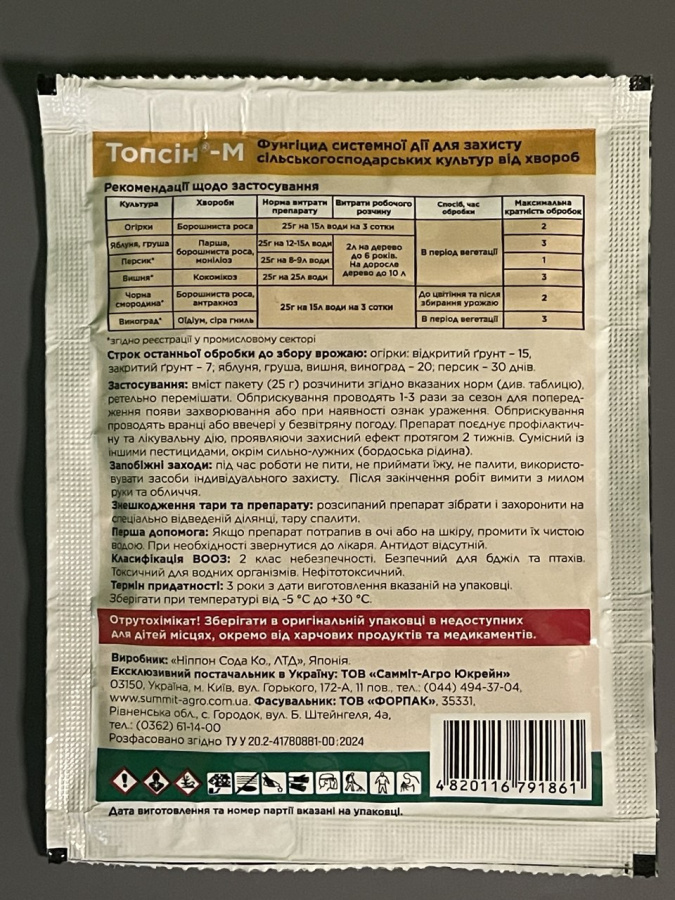 Топсін®-М
Фунгіцид системної дії для захисту
сільськогосподарських культур від хвороб
Рекомендації щодо застосування
Культура Хвороби Норма витрати препарату Витрати робочого розчину Спосіб, час обробки Максимальна кратність обробок
Огірки Борошниста роса 25г на 15л води на 3 сотки 2
Яблуня, груша Парша, борошниста роса, моніліоз 25г на 12-15л води 2л на дерево до 6 років. На доросле дерево до 10 л В період вегетації 3
Персик* 25г на 8-9л води 1
Вишня* Кокомікоз 25г на 25л води 3
Чорна смородина* Борошниста роса, антракноз 25г на 15л води на 3 сотки До цвітіння та після збирання урожаю 2
Виноград* Оїдіум, сіра гниль В період вегетації 3
*згідно реєстрації у промисловому секторі
Строк останньої обробки до збору врожаю: огірки: відкритий ґрунт – 15,
закритий ґрунт – 7; яблуня, груша, вишня, виноград – 20; персик – 30 днів.
Застосування: вміст пакету (25 г) розчинити згідно вказаних норм (див. таблицю),
ретельно перемішати. Обприскування проводять 1-3 рази за сезон для поперед-
ження появи захворювання або при наявності ознак ураження. Обприскування
проводять вранці або ввечері у безвітряну погоду. Препарат поєднує профілактич-
ну та лікувальну дію, проявляючи захисний ефект протягом 2 тижнів. Сумісний із
іншими пестицидами, окрім сильно-лужних (бордоська рідина).
Запобіжні заходи: під час роботи не пити, не приймати їжу, не палити, використо-
вувати засоби індивідуального захисту. Після закінчення робіт вимити з милом
руки та обличчя.
Знешкодження тари та препарату: розсипаний препарат зібрати і захоронити на
спеціально відведеній ділянці, тару спалити.
Перша допомога: Якщо препарат потрапив в очі або на шкіру, промити їх чистою
водою. При необхідності звернутися до лікаря. Антидот відсутній.
Класифікація ВООЗ: 2 клас небезпечності. Безпечний для бджіл та птахів.
Токсичний для водних організмів. Нефітотоксичний.
Термін придатності: 3 роки з дати виготовлення вказаній на упаковці.
Зберігати при температурі від -5 °С до +30 °С.
Отрутохімікат! Зберігати в оригінальній упаковці в недоступних
для дітей місцях, окремо від харчових продуктів та медикаментів.
Виробник: «Ніппон Сода Ко., ЛТД», Японія.
Ексклюзивний постачальник в Україну: ТОВ «Самміт-Агро Юкрейн»
03150, Україна, м. Київ, вул. Горького, 172-А, 11 пов., тел.: (044) 494-37-04,
www.summit-agro.com.ua. Фасувальник: ТОВ «ФОРПАК», 35331,
Рівненська обл., с. Городок, вул. Б. Штейнгеля, 4а,
тел.: (0362) 61-14-00
Розфасовано згідно ТУ У 20.2-41780881-00:2024
4 820116 791861
Дата виготовлення та номер партії вказані на упаковці.